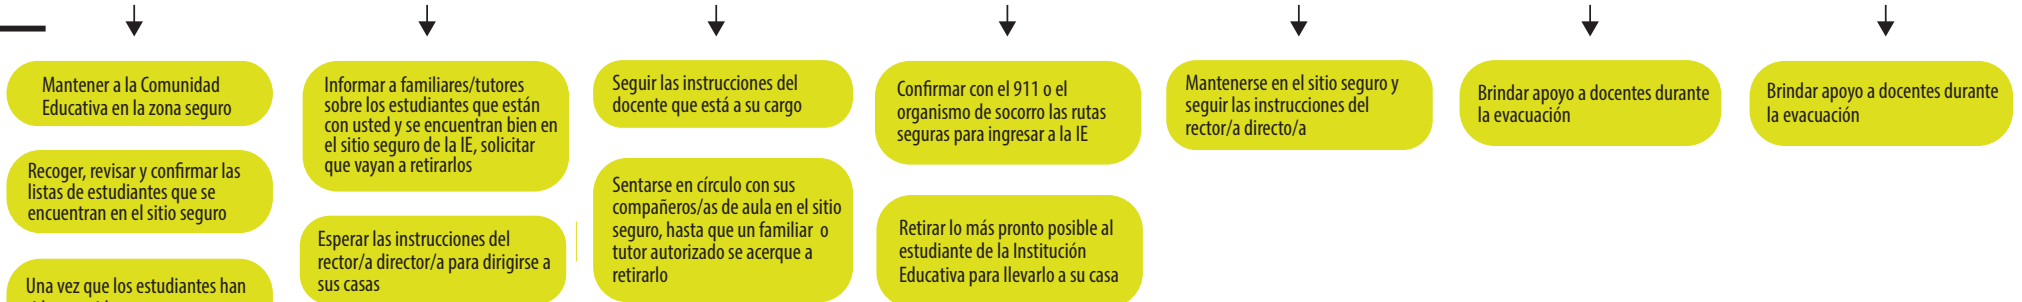 Mantener a la Comunidad
Educativa en la zona seguro
Recoger, revisar y confirmar las
listas de estudiantes que se
encuentran en el sitio seguro
Una vez que los estudiantes han
Informar a familiares/tutores
sobre los estudiantes que están
con usted y se encuentran bien en
el sitio seguro de la IE, solicitar
que vayan a retirarlos
Esperar las instrucciones del
rector/a director/a para dirigirse a
sus casas
Seguir las instrucciones del
docente que está a su cargo
Sentarse en círculo con sus
compañeros/as de aula en el sitio
seguro, hasta que un familiar o
tutor autorizado se acerque a
retirarlo
Confirmar con el 911 o el
organismo de socorro las rutas
seguras para ingresar a la IE
Retirar lo más pronto posible al
estudiante de la Institución
Educativa para llevarlo a su casa
Mantenerse en el sitio seguro y
seguir las instrucciones del
rector/a directo/a
Brindar apoyo a docentes durante
la evacuación
Brindar apoyo a docentes durante
la evacuación